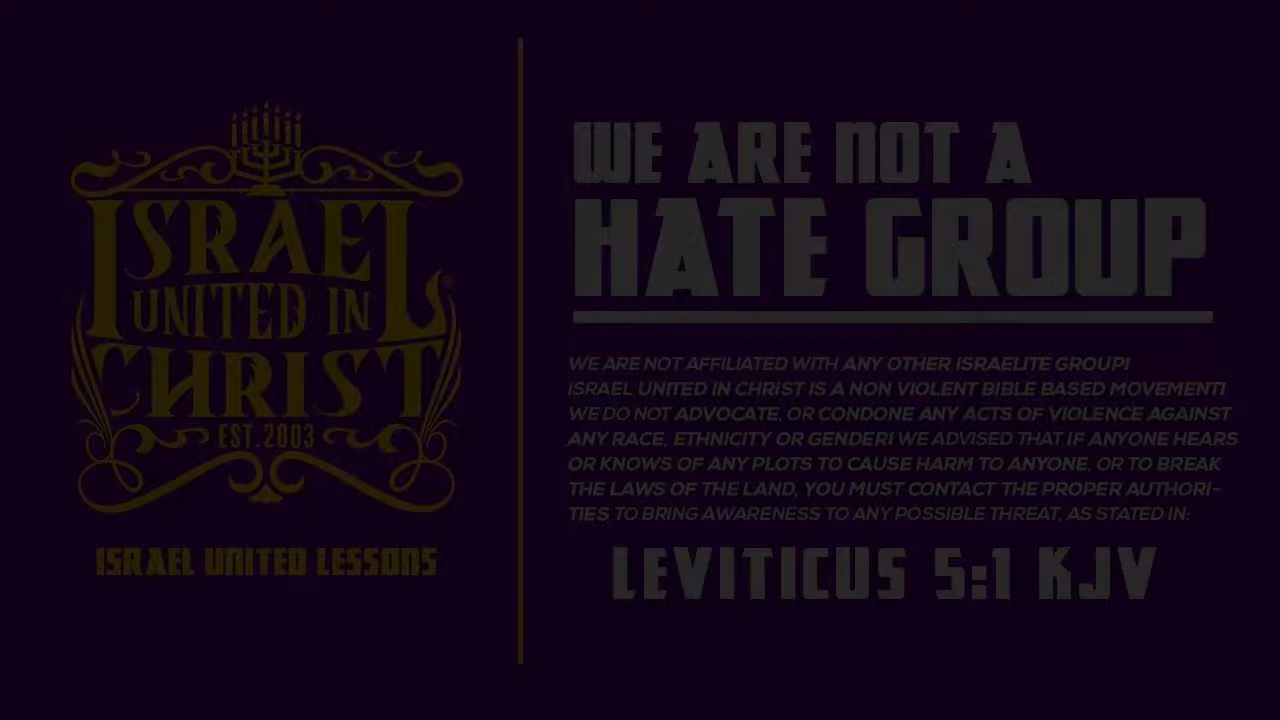 ISRAEL
UNITED IN
CHRIST
EST. 2003
ISRAEL UNITED LESSONS
WE ARE NOT A
HATE GROUP
WE ARE NOT AFFILIATED WITH ANY OTHER ISRAELITE GROUP!
ISRAEL UNITED IN CHRIST IS A NON VIOLENT BIBLE BASED MOVEMENT!
WE DO NOT ADVOCATE, OR CONDONE ANY ACTS OF VIOLENCE AGAINST
ANY RACE, ETHNICITY OR GENDER! WE ADVISED THAT IF ANYONE HEARS
OR KNOWS OF ANY PLOTS TO CAUSE HARM TO ANYONE, OR TO BREAK
THE LAWS OF THE LAND, YOU MUST CONTACT THE PROPER AUTHORI-
TIES TO BRING AWARENESS TO ANY POSSIBLE THREAT, AS STATED IN:
LEVITICUS 5:1 KJV